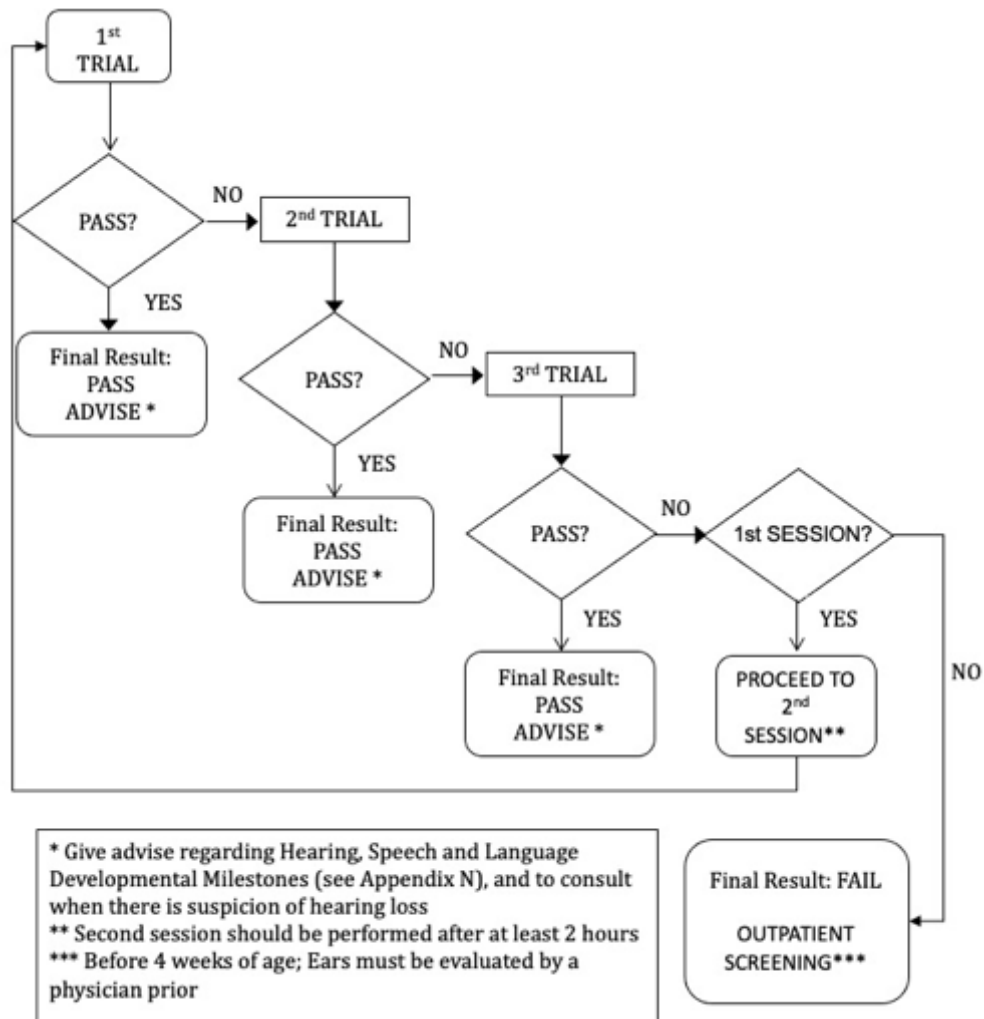 1st
TRIAL
PASS?
NO
2nd TRIAL
YES
Final Result:
PASS
ADVISE *
PASS?
NO
3rd TRIAL
YES
Final Result:
PASS
ADVISE *
PASS?
NO
1st SESSION?
YES
Final Result:
PASS
ADVISE *
YES
PROCEED TO
2nd
SESSION**
NO
* Give advise regarding Hearing, Speech and Language
Developmental Milestones (see Appendix N), and to consult
when there is suspicion of hearing loss
** Second session should be performed after at least 2 hours
*** Before 4 weeks of age; Ears must be evaluated by a
physician prior
Final Result: FAIL
OUTPATIENT
SCREENING***